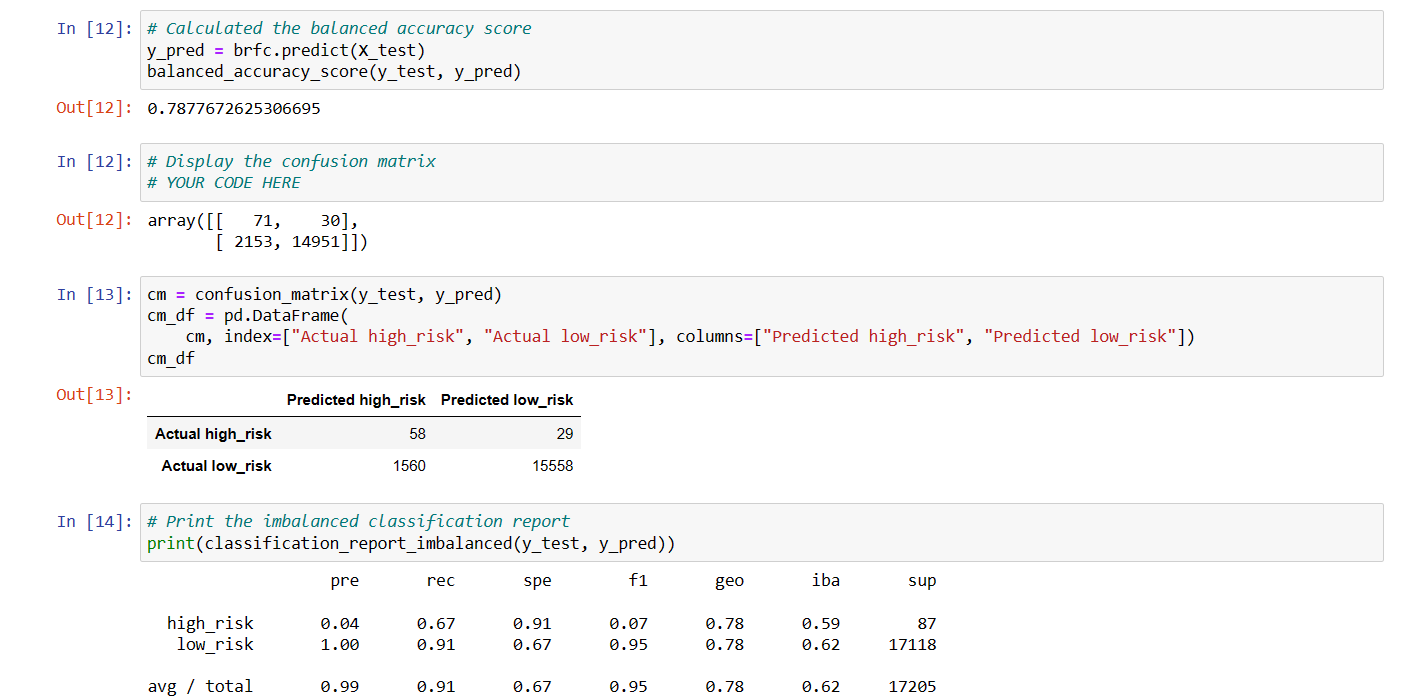 In [12]: # Calculated the balanced accuracy score
y_pred = brfc.predict(X_test)
balanced_accuracy_score(y_test, y_pred)
Out[12]: 0.7877672625306695
In [12]: # Display the confusion matrix
# YOUR CODE HERE
Out[12]: array([[   71,    30],
       [ 2153, 14951]])
In [13]: cm = confusion_matrix(y_test, y_pred)
cm_df = pd.DataFrame(
    cm, index=["Actual high_risk", "Actual low_risk"], columns=["Predicted high_risk", "Predicted low_risk"])
cm_df
Out[13]:
Predicted high_risk Predicted low_risk
Actual high_risk 58 29
Actual low_risk 1560 15558
In [14]: # Print the imbalanced classification report
print(classification_report_imbalanced(y_test, y_pred))
pre rec spe f1 geo iba sup
high_risk 0.04 0.67 0.91 0.07 0.78 0.59 87
low_risk 1.00 0.91 0.67 0.95 0.78 0.62 17118
avg / total 0.99 0.91 0.67 0.95 0.78 0.62 17205